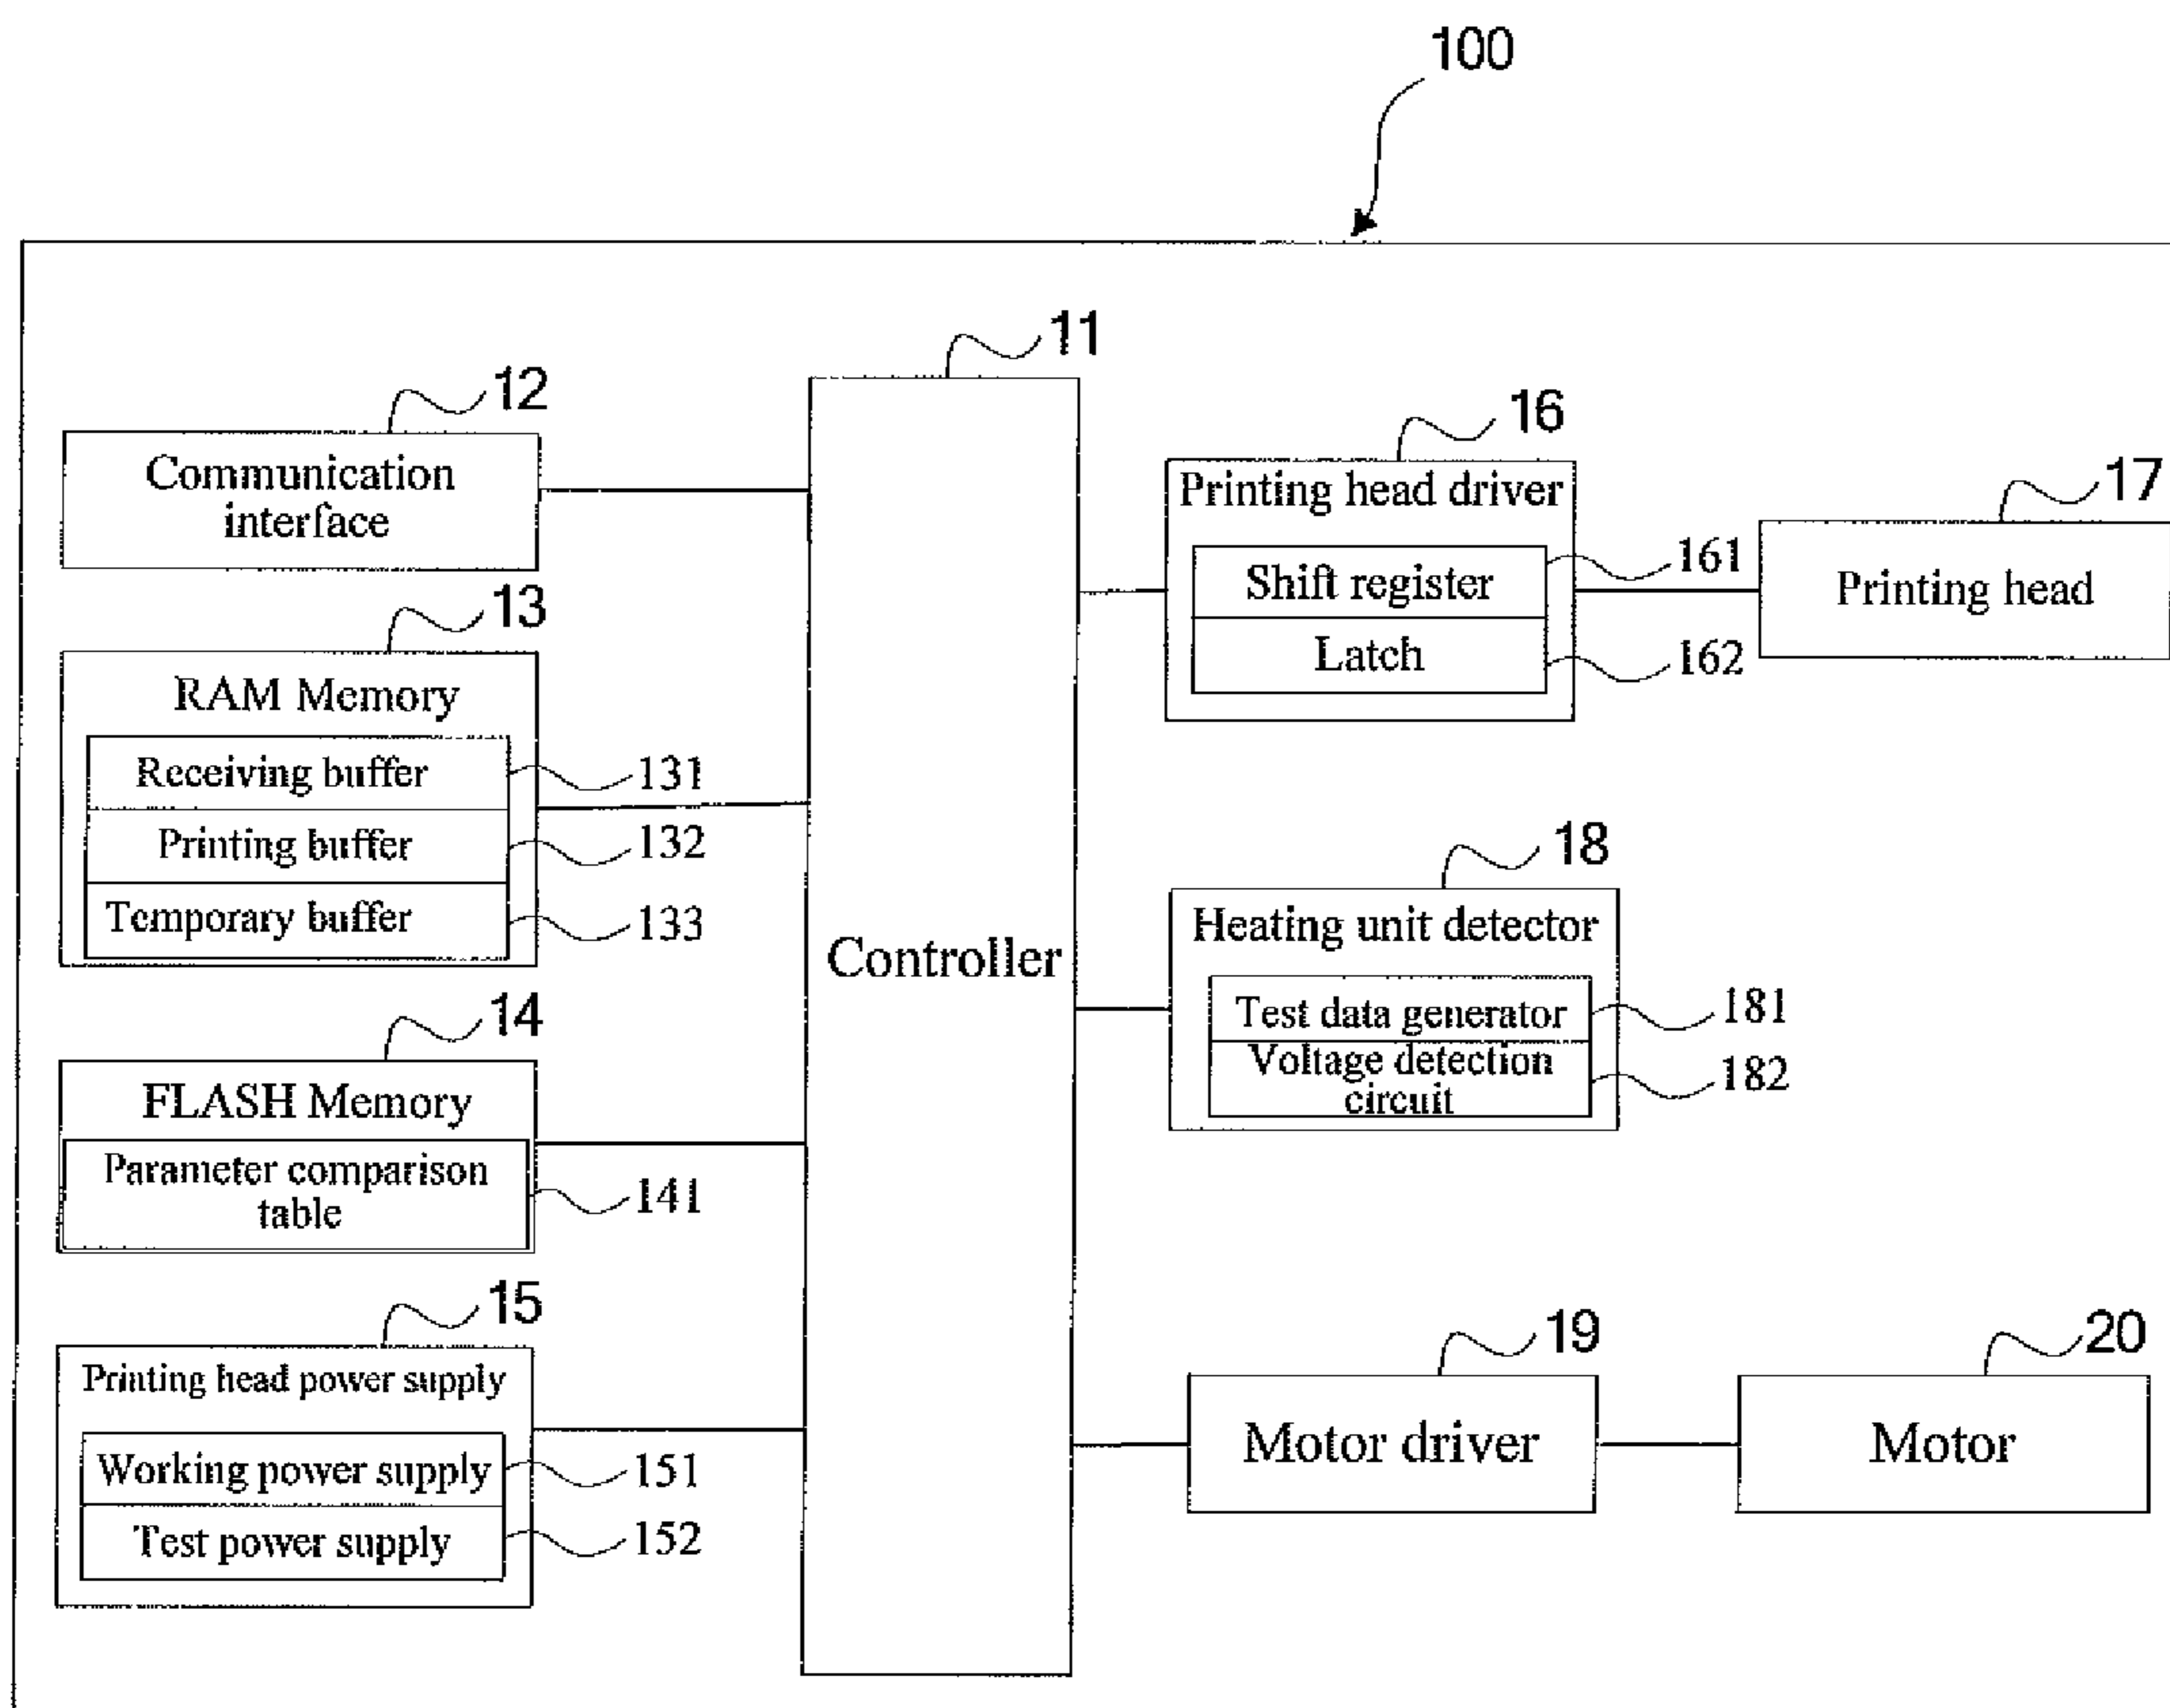 100
11
12
Communication
interface
13
RAM Memory
Receiving buffer
131
Printing buffer
132
Temporary buffer
133
14
FLASH Memory
Parameter comparison
table
141
15
Printing head power supply
Working power supply
151
Test power supply
152
Controller
16
Printing head driver
Shift register
161
Latch
162
17
Printing head
18
Heating unit detector
Test data generator
181
Voltage detection
circuit
182
19
Motor driver
20
Motor